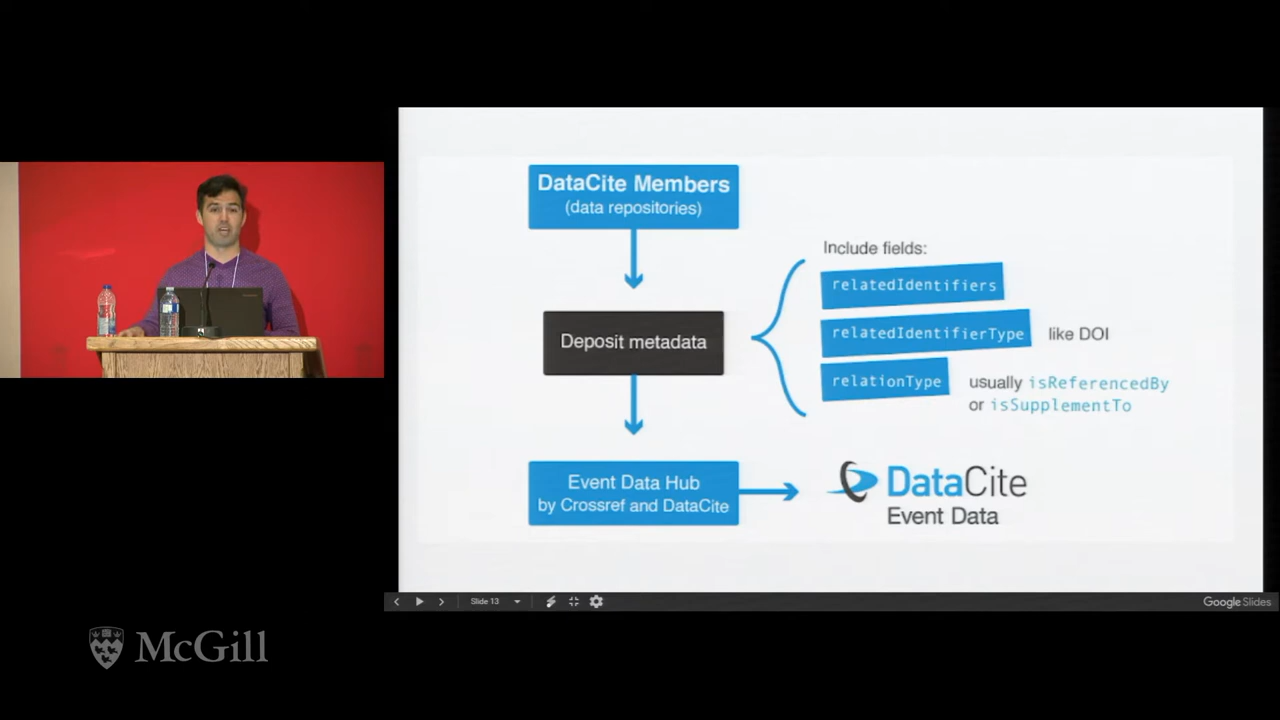 DataCite Members
(data repositories)
Include fields:
relatedIdentifiers
Deposit metadata
relatedIdentifierType like DOI
relationType usually isReferencedBy
or isSupplementTo
Event Data Hub
by Crossref and DataCite
DataCite
Event Data
Slide 13
Google Slides
McGill